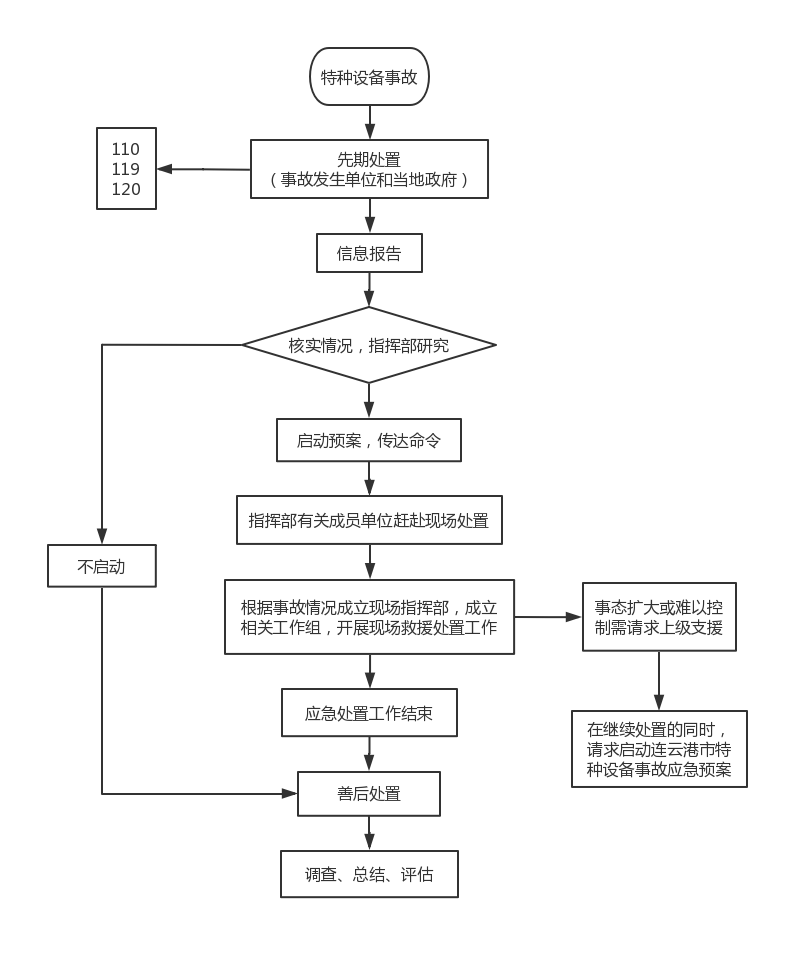 特种设备事故
110
119
120
先期处置
（事故发生单位和当地政府）
信息报告
核实情况，指挥部研究
启动预案，传达命令
指挥部有关成员单位赶赴现场处置
不启动
根据事故情况成立现场指挥部，成立
相关工作组，开展现场救援处置工作
事态扩大或难以控
制需请求上级支援
应急处置工作结束
在继续处置的同时，
请求启动连云港市特
种设备事故应急预案
善后处置
调查、总结、评估